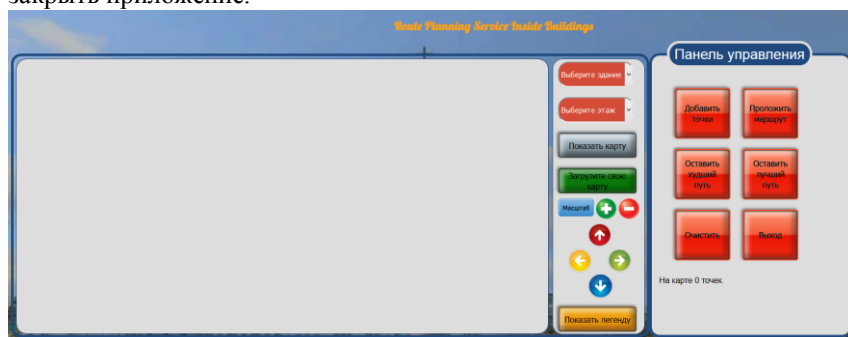 закрыть приложение.
Route Planning Service Inside Buildings
Выберите здание
Выберите этаж
Показать карту
Загрузите свою
карту
Масштаб
Показать легенду
Панель управления
Добавить
точки
Проложить
маршрут
Оставить
худший
путь
Оставить
лучший
путь
Очистить
Выход
На карте 0 точек.